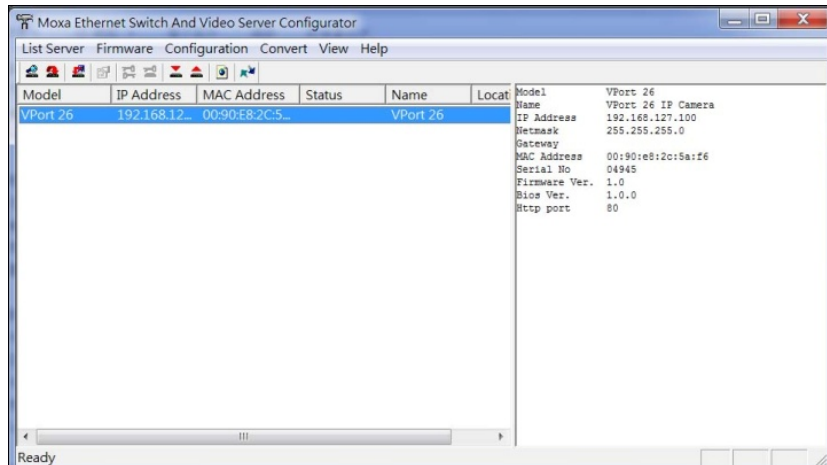 Moxa Ethernet Switch And Video Server Configurator
List Server Firmware Configuration Convert View Help
Model IP Address MAC Address Status Name Locati
VPort 26 192.168.12... 00:90:E8:2C:5... VPort 26
Model VPort 26
Name VPort 26 IP Camera
IP Address 192.168.127.100
Netmask 255.255.255.0
Gateway
MAC Address 00:90:e8:2c:5a:f6
Serial No 04945
Firmware Ver. 1.0
Bios Ver. 1.0.0
Http port 80
Ready